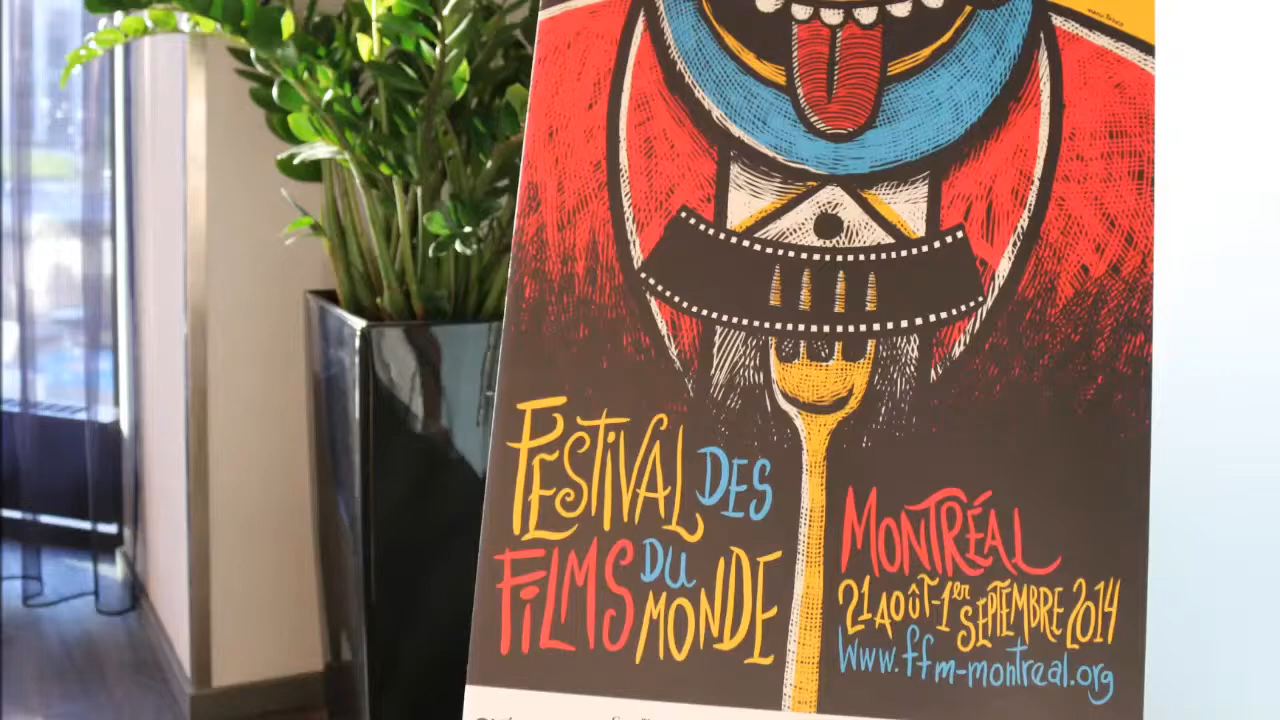 FESTIVAL DES
FILMS DU
MONDE
MONTRÉAL
21 AOÛT-1er SEPTEMBRE 2014
www.ffm-montreal.org